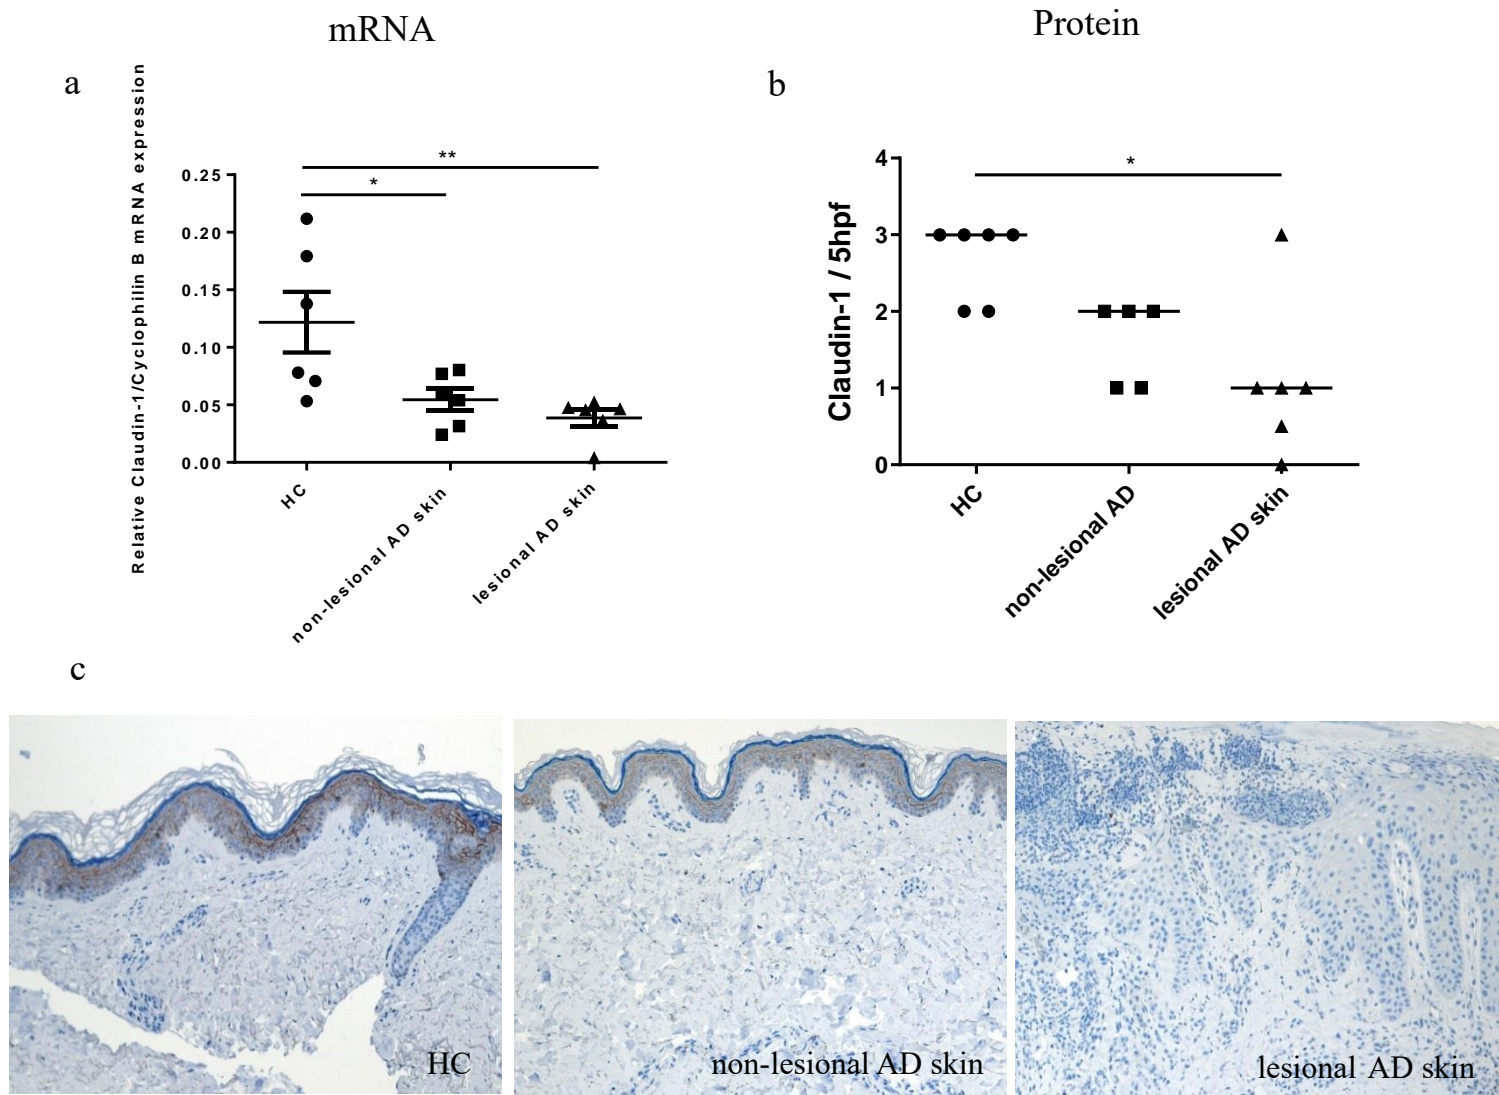 mRNA
Protein
a
b
Relative Claudin-1/Cyclophilin B mRNA expression
0.25
0.20
0.15
0.10
0.05
0.00
**
*
HC
non-lesional AD skin
lesional AD skin
Claudin-1 / 5hpf
4
3
2
1
0
*
HC
non-lesional AD
lesional AD skin
c
HC
non-lesional AD skin
lesional AD skin